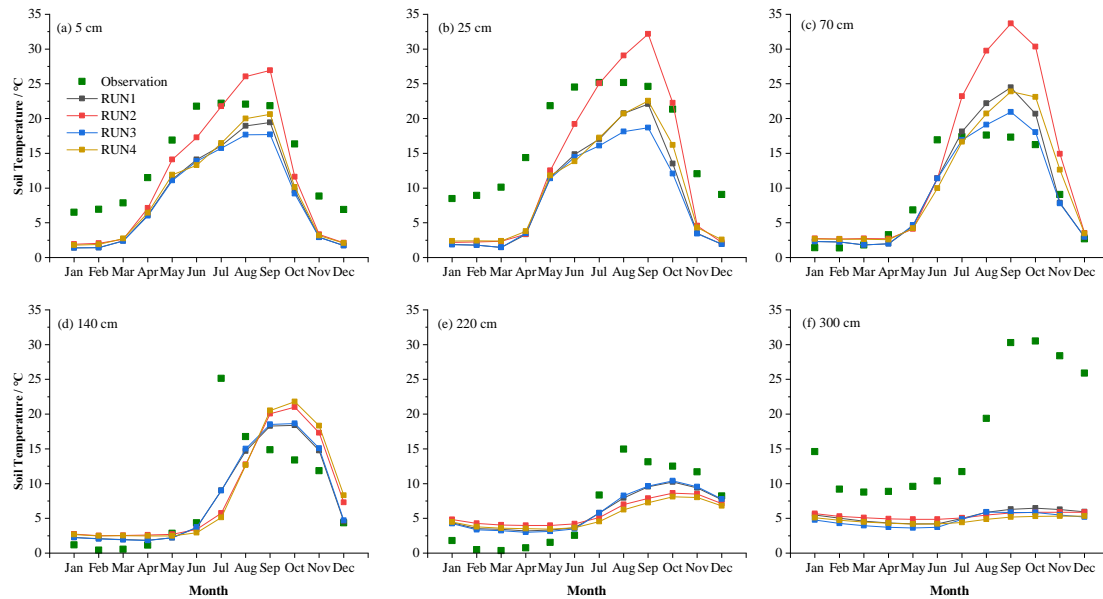 (a) 5 cm
Observation
RUN1
RUN2
RUN3
RUN4
Soil Temperature / °C
35
30
25
20
15
10
5
0
Jan Feb Mar Apr May Jun Jul Aug Sep Oct Nov Dec
(b) 25 cm
35
30
25
20
15
10
5
0
Jan Feb Mar Apr May Jun Jul Aug Sep Oct Nov Dec
(c) 70 cm
35
30
25
20
15
10
5
0
Jan Feb Mar Apr May Jun Jul Aug Sep Oct Nov Dec
(d) 140 cm
Soil Temperature / °C
35
30
25
20
15
10
5
0
Jan Feb Mar Apr May Jun Jul Aug Sep Oct Nov Dec
Month
(e) 220 cm
35
30
25
20
15
10
5
0
Jan Feb Mar Apr May Jun Jul Aug Sep Oct Nov Dec
Month
(f) 300 cm
35
30
25
20
15
10
5
0
Jan Feb Mar Apr May Jun Jul Aug Sep Oct Nov Dec
Month